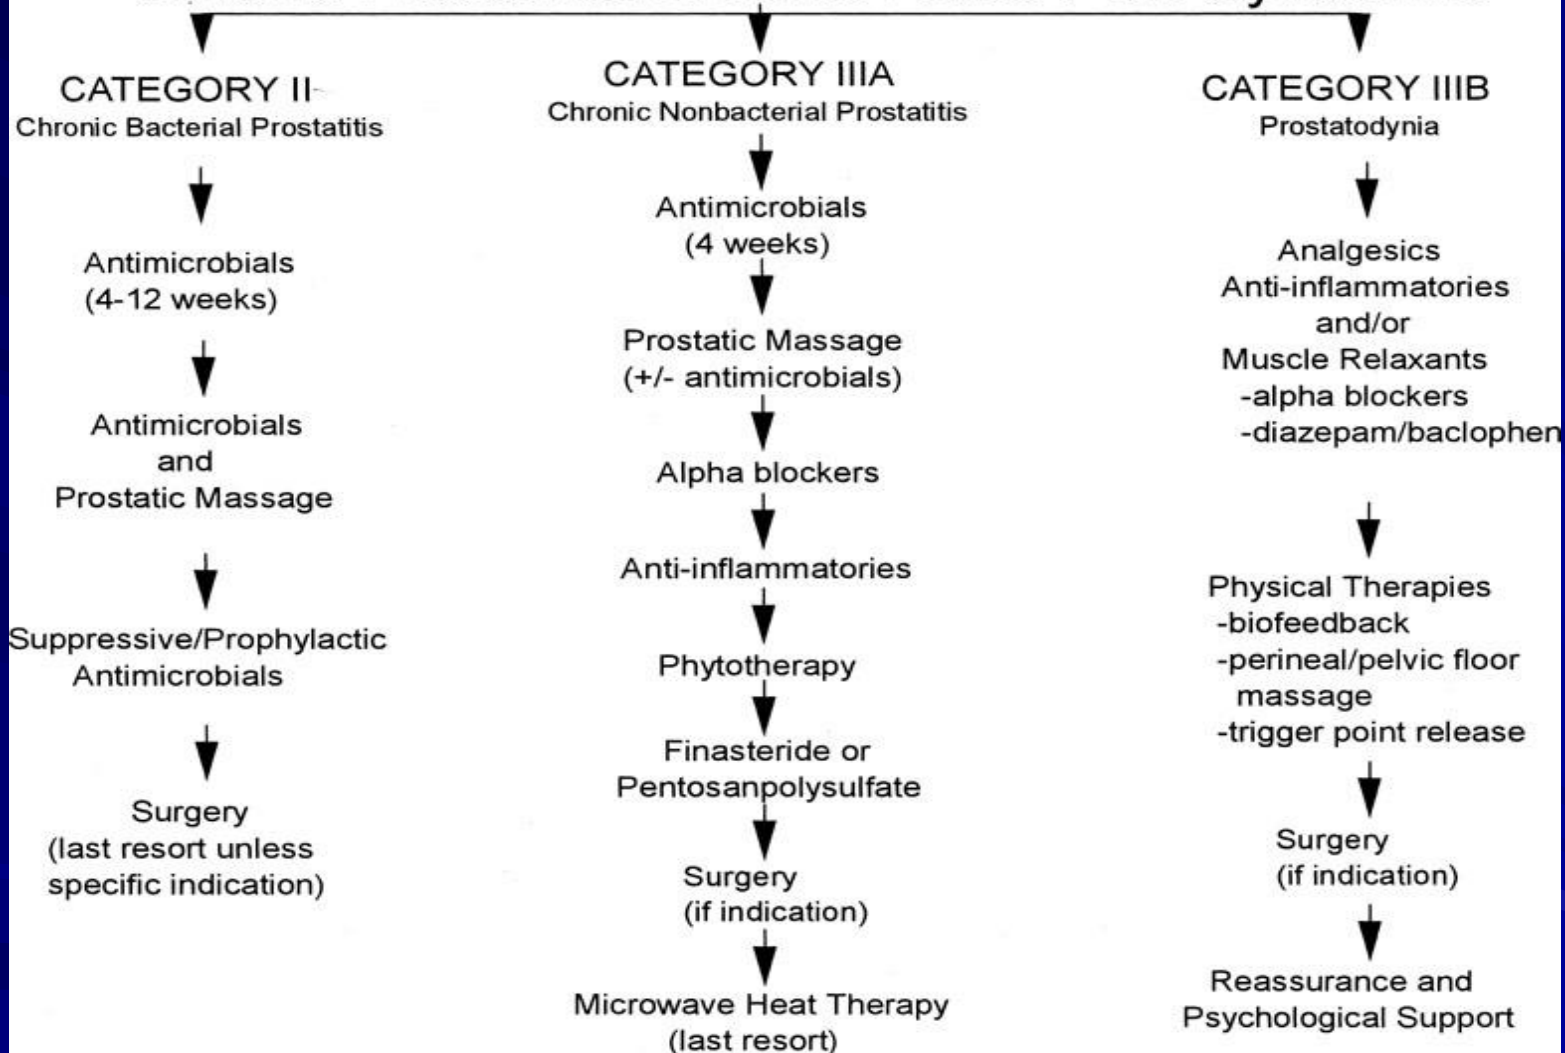 CATEGORY II
Chronic Bacterial Prostatitis
Antimicrobials
(4-12 weeks)
Antimicrobials
and
Prostatic Massage
Suppressive/Prophylactic
Antimicrobials
Surgery
(last resort unless
specific indication)
CATEGORY IIIA
Chronic Nonbacterial Prostatitis
Antimicrobials
(4 weeks)
Prostatic Massage
(+/- antimicrobials)
Alpha blockers
Anti-inflammatories
Phytotherapy
Finasteride or
Pentosanpolysulfate
Surgery
(if indication)
Microwave Heat Therapy
(last resort)
CATEGORY IIIB
Prostatodynia
Analgesics
Anti-inflammatories
and/or
Muscle Relaxants
-alpha blockers
-diazepam/baclophen
Physical Therapies
-biofeedback
-perineal/pelvic floor
massage
-trigger point release
Surgery
(if indication)
Reassurance and
Psychological Support